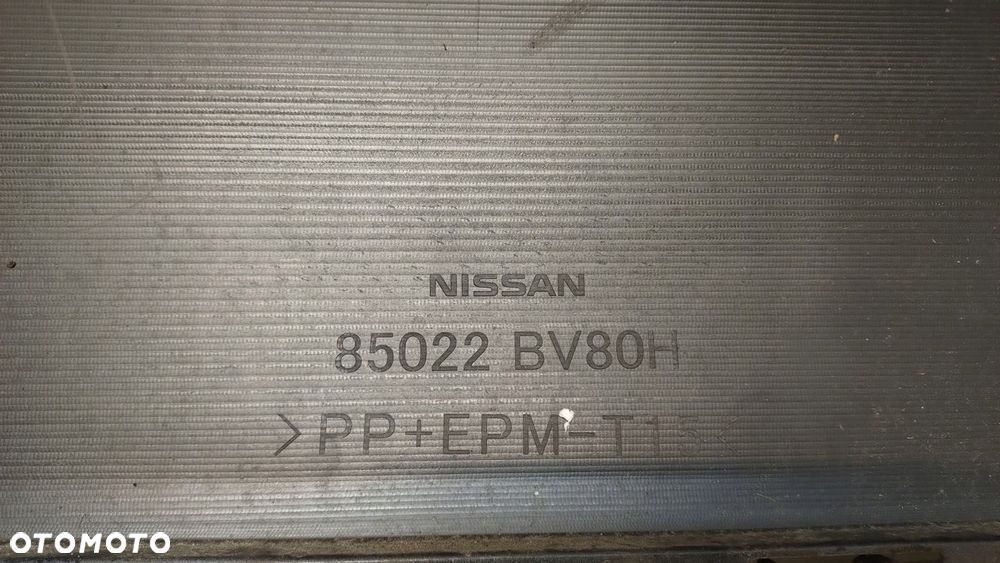 NISSAN
85022 BV80H
>PP+EPM-T15<
OTOMOTO